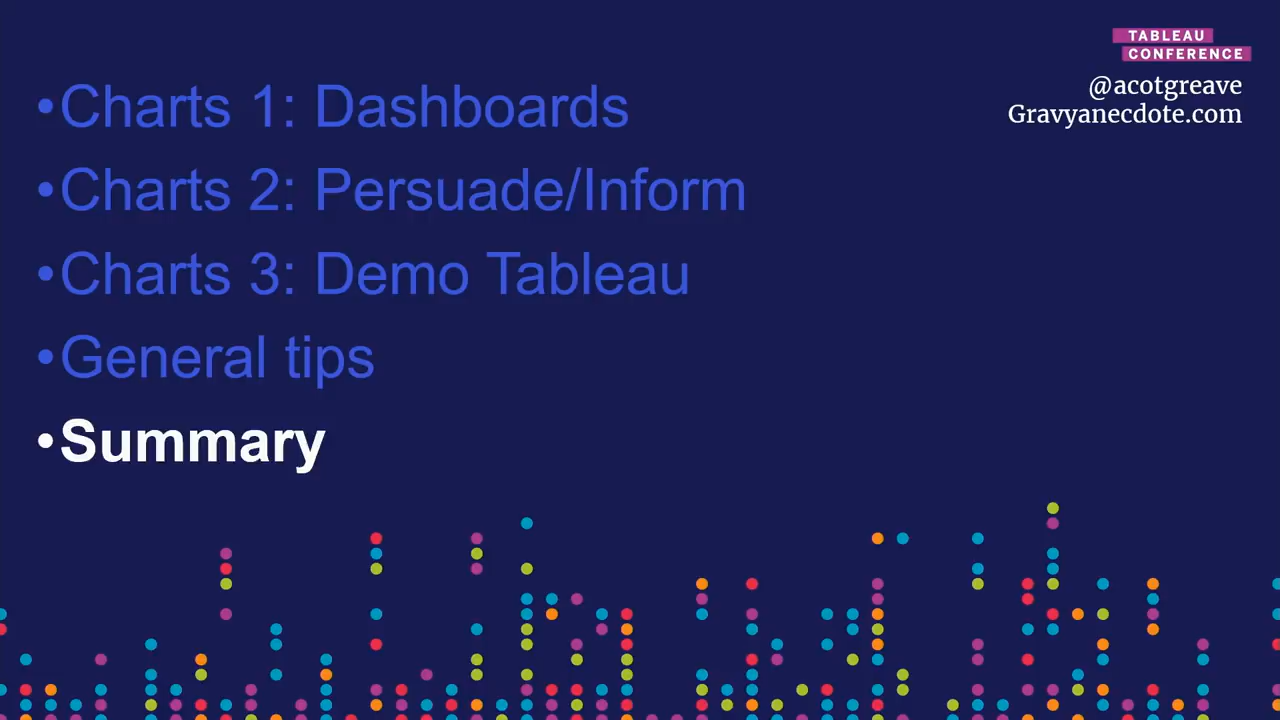 TABLEAU
CONFERENCE
@acotgreave
Gravyanecdote.com
•Charts 1: Dashboards
•Charts 2: Persuade/Inform
•Charts 3: Demo Tableau
•General tips
•Summary